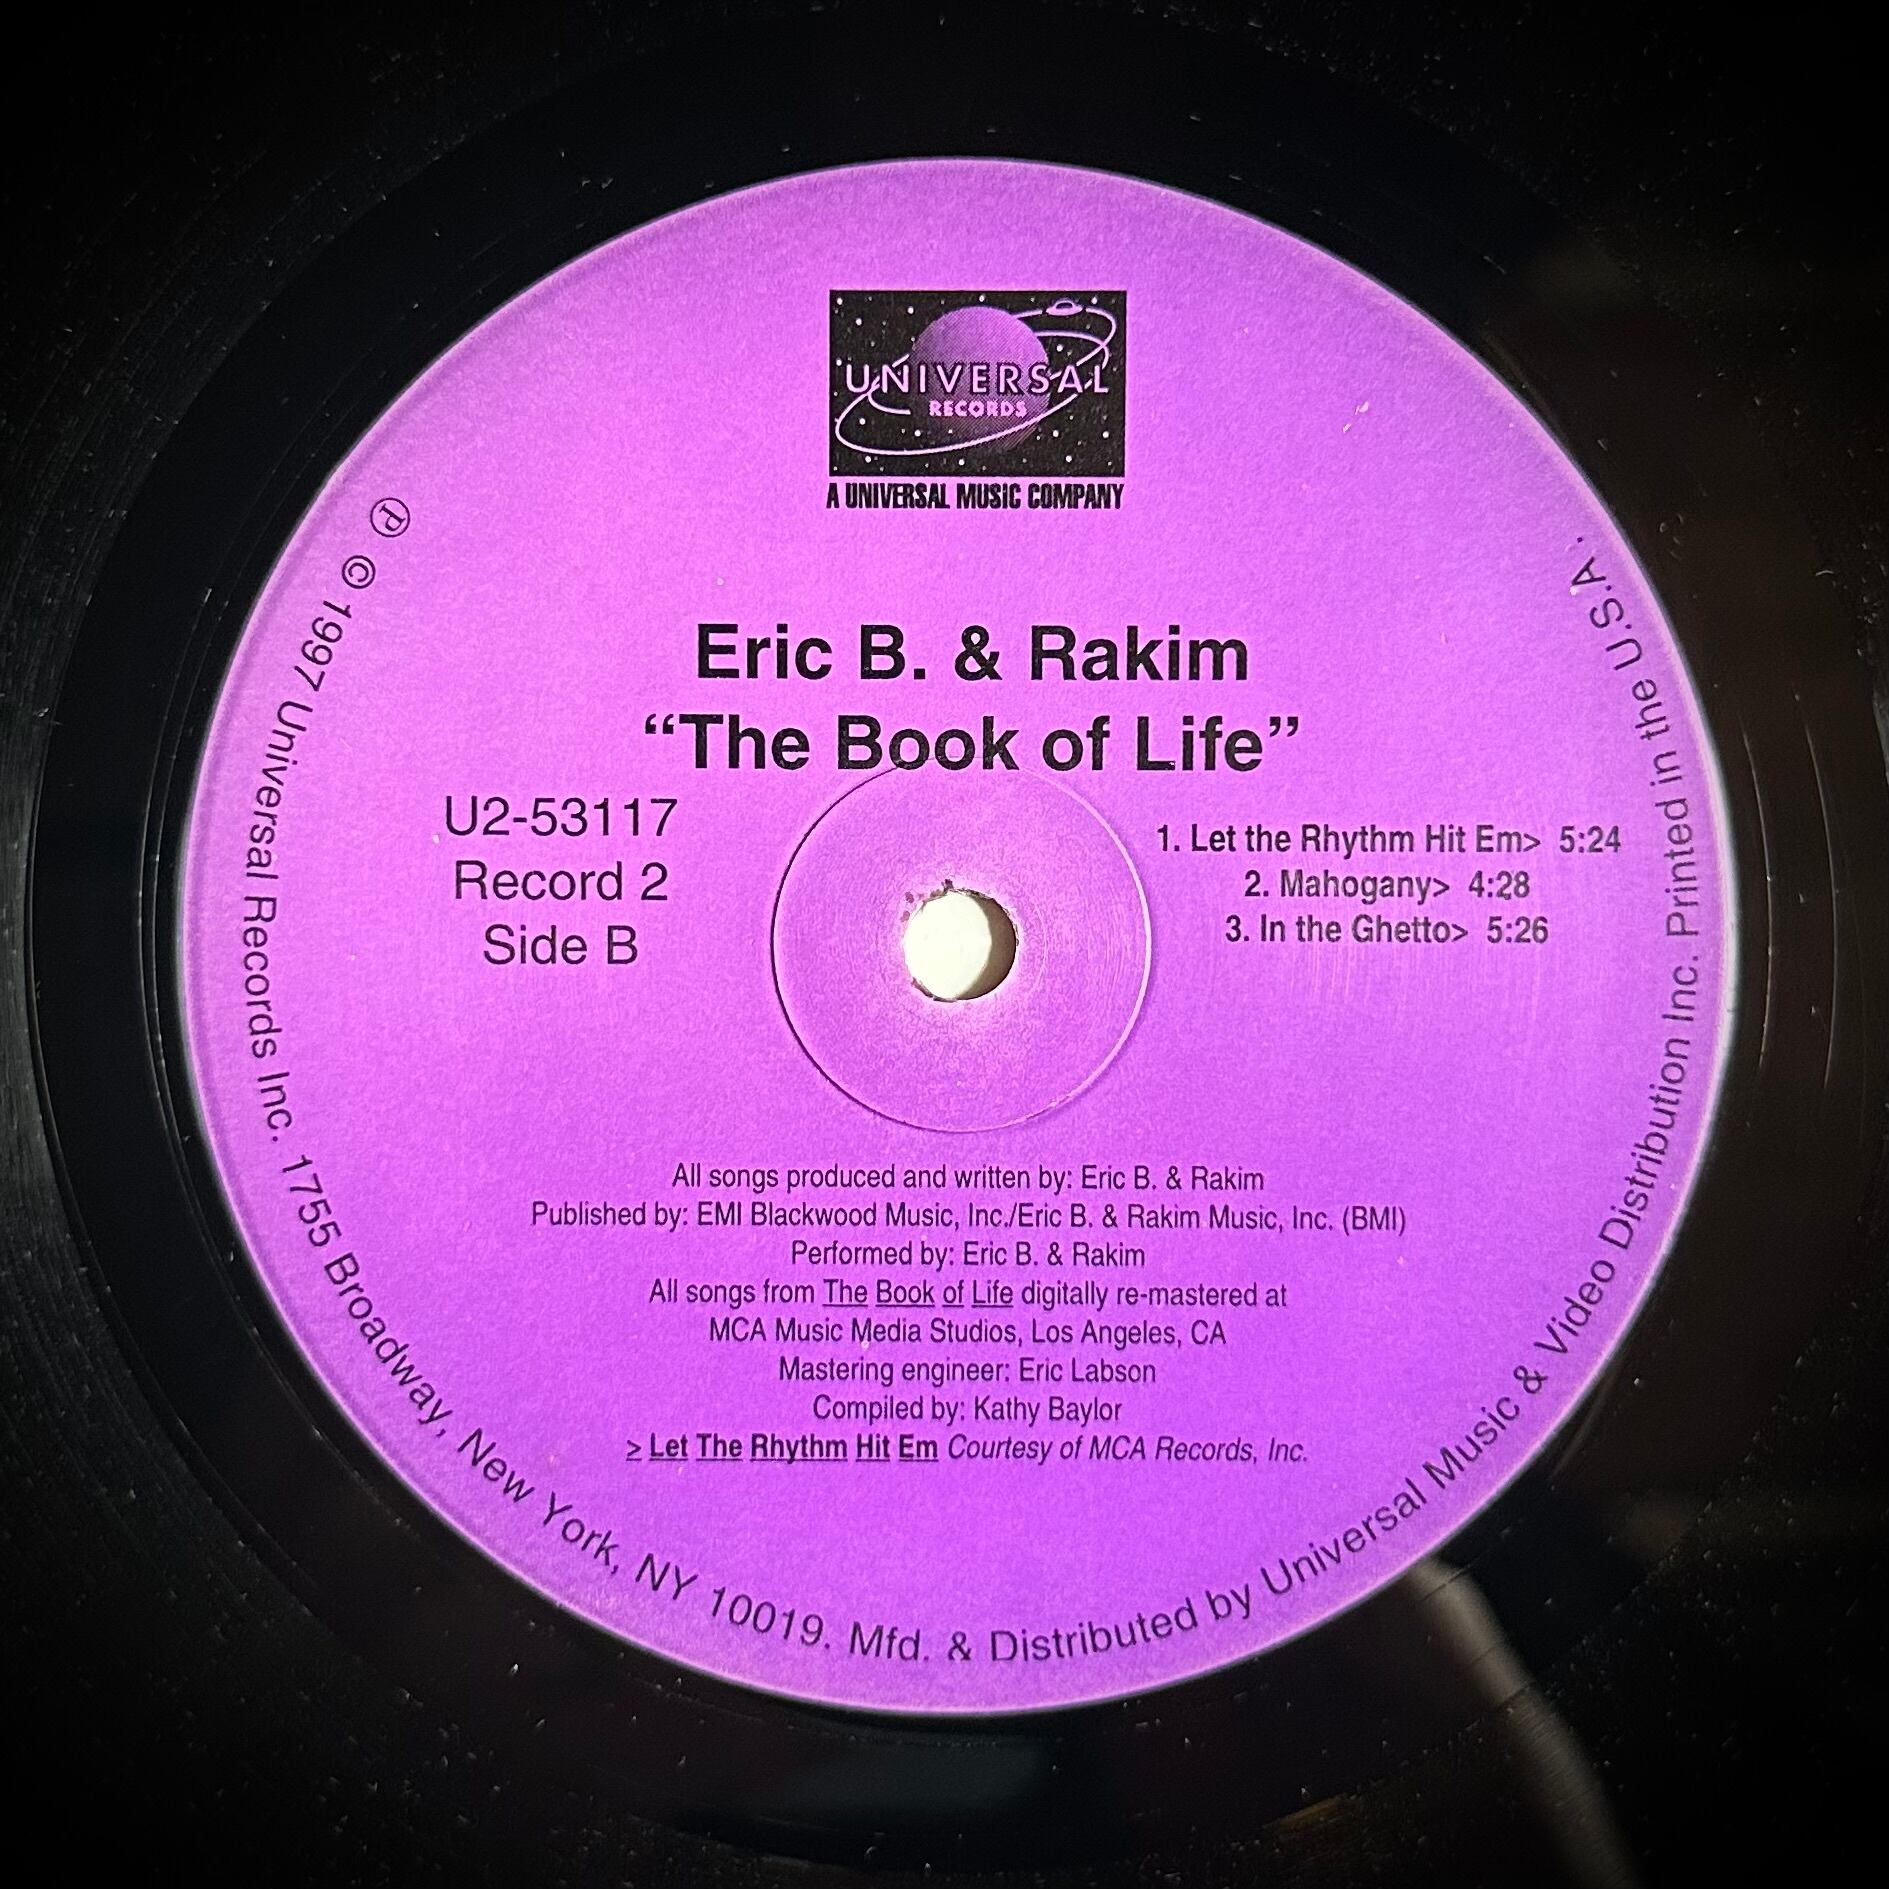 UNIVERSAL
RECORDS
A UNIVERSAL MUSIC COMPANY
Eric B. & Rakim
“The Book of Life”
U2-53117
Record 2
Side B
1. Let the Rhythm Hit Em> 5:24
2. Mahogany> 4:28
3. In the Ghetto> 5:26
All songs produced and written by: Eric B. & Rakim
Published by: EMI Blackwood Music, Inc./Eric B. & Rakim Music, Inc. (BMI)
Performed by: Eric B. & Rakim
All songs from The Book of Life digitally re-mastered at
MCA Music Media Studios, Los Angeles, CA
Mastering engineer: Eric Labson
Compiled by: Kathy Baylor
> Let The Rhythm Hit Em Courtesy of MCA Records, Inc.
℗ © 1997 Universal Records Inc. 1755 Broadway, New York, NY 10019. Mfd. & Distributed by Universal Music & Video Distribution Inc. Printed in the U.S.A.